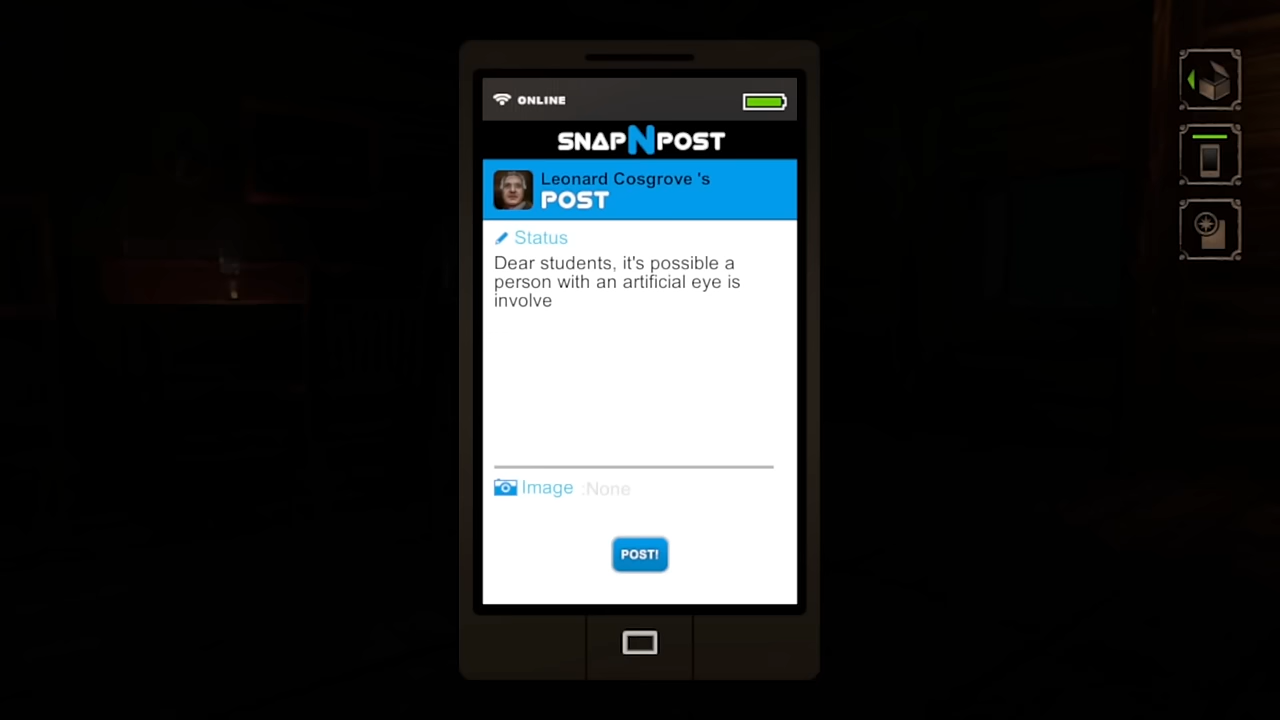 ONLINE
SNAPNPOST
Leonard Cosgrove 's
POST
Status
Dear students, it's possible a
person with an artificial eye is
involve
Image :None
POST!